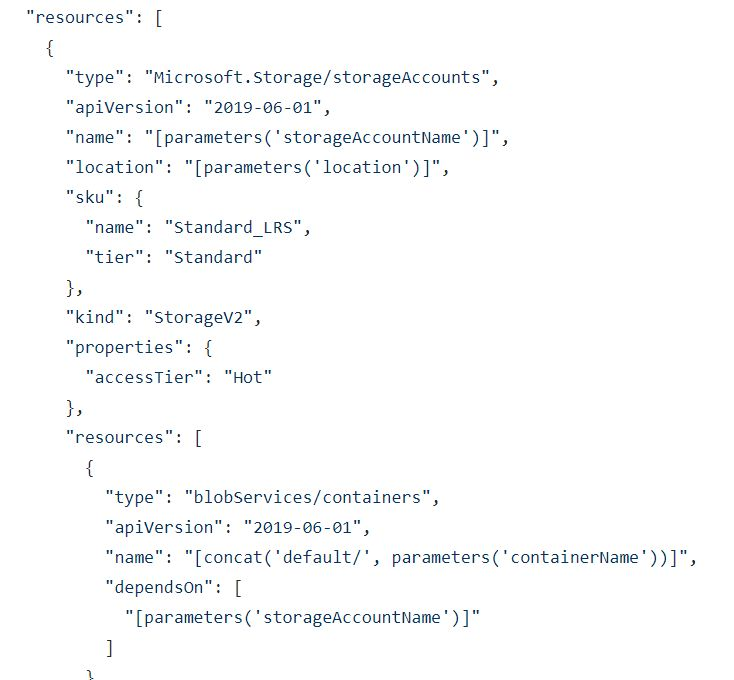 "resources": [
{
"type": "Microsoft.Storage/storageAccounts",
"apiVersion": "2019-06-01",
"name": "[parameters('storageAccountName')]",
"location": "[parameters('location')]",
"sku": {
"name": "Standard_LRS",
"tier": "Standard"
},
"kind": "StorageV2",
"properties": {
"accessTier": "Hot"
},
"resources": [
{
"type": "blobServices/containers",
"apiVersion": "2019-06-01",
"name": "[concat('default/', parameters('containerName'))]",
"dependsOn": [
"[parameters('storageAccountName')]"
]
}